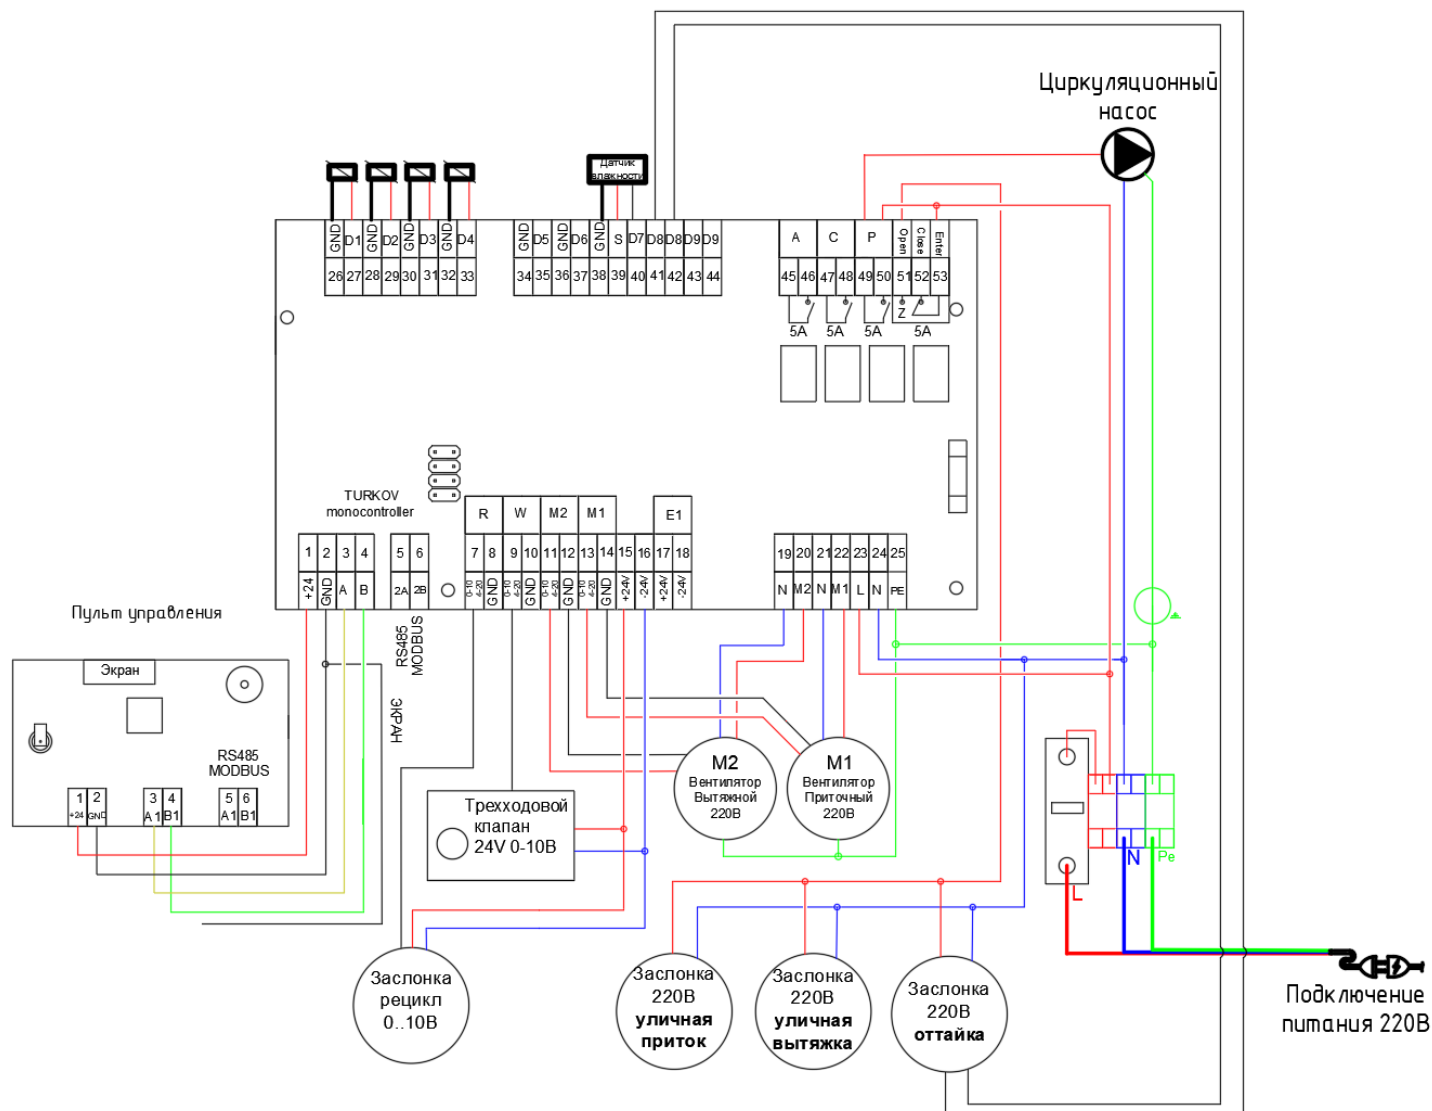 Циркуляционный
насос
Датчик
влажности
GND D1 GND D2 GND D3 GND D4
26 27 28 29 30 31 32 33
GND D5 GND D6 GND S D7 D8 D8 D9 D9
34 35 36 37 38 39 40 41 42 43 44
A C P Open Close Enter
45 46 47 48 49 50 51 52 53
Z
5A 5A 5A 5A
TURKOV
monocontroller
R W M2 M1 E1
1 2 3 4 5 6 7 8 9 10 11 12 13 14 15 16 17 18
+24 GND A B 2A 2B 0-10 4-20 GND 0-10 4-20 GND 0-10 4-20 GND 0-10 4-20 GND +24V -24V +24V -24V
19 20 21 22 23 24 25
N M2 N M1 L N PE
RS485
MODBUS
ЭКРАН
Пульт управления
Экран
RS485
MODBUS
1 2 3 4 5 6
+24 GND A1 B1 A1 B1
Трехходовой
клапан
24V 0-10В
M2
Вентилятор
Вытяжной
220В
M1
Вентилятор
Приточный
220В
N
Pe
L
Заслонка
рецикл
0..10В
Заслонка
220В
уличная
приток
Заслонка
220В
уличная
вытяжка
Заслонка
220В
оттайка
Подключение
питания 220В